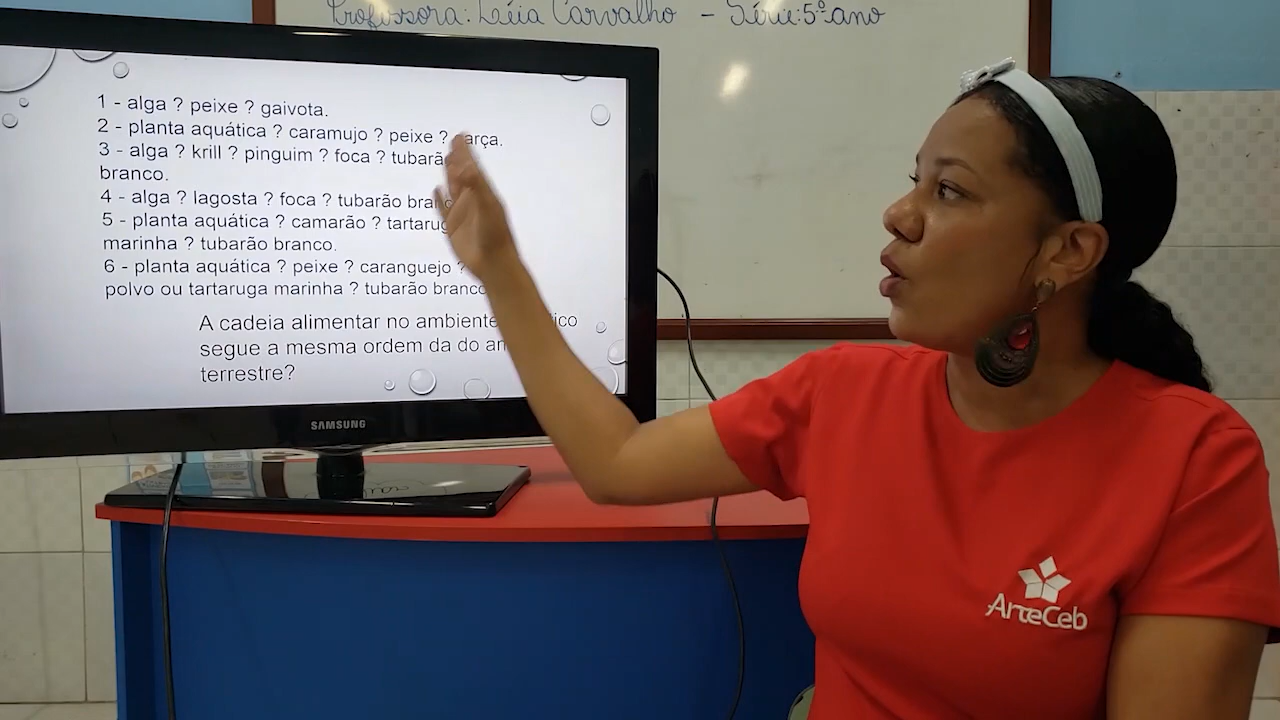 Professora: Léia Carvalho - Série: 5º ano
1 - alga ? peixe ? gaivota.
2 - planta aquática ? caramujo ? peixe ? garça.
3 - alga ? krill ? pinguim ? foca ? tubarão
branco.
4 - alga ? lagosta ? foca ? tubarão branco
5 - planta aquática ? camarão ? tartaruga
marinha ? tubarão branco.
6 - planta aquática ? peixe ? caranguejo ?
polvo ou tartaruga marinha ? tubarão branco
A cadeia alimentar no ambiente
segue a mesma ordem da do
terrestre?
SAMSUNG
ArteCeb